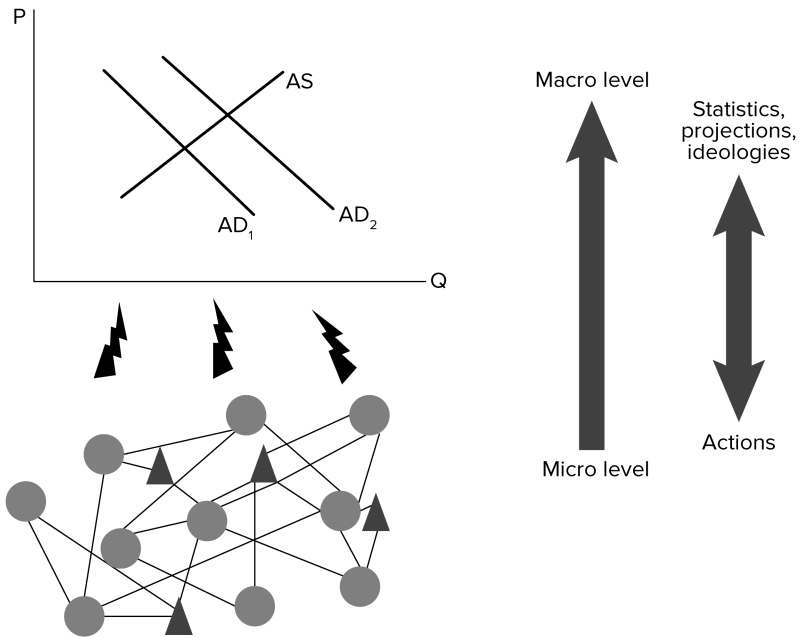 P
AS
AD1
AD2
Q
Macro level
Micro level
Statistics,
projections,
ideologies
Actions